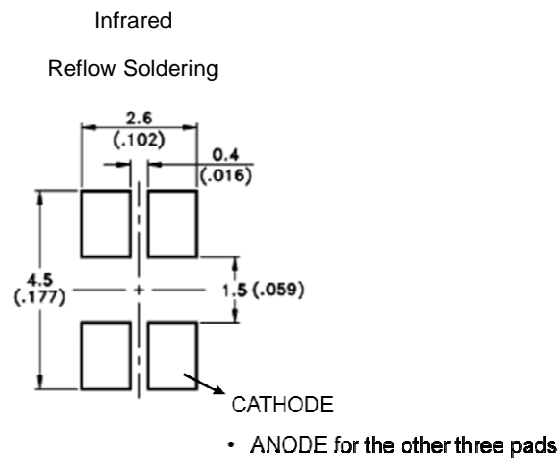 Infrared
Reflow Soldering
2.6
(.102)
0.4
(.016)
4.5
(.177)
1.5 (.059)
CATHODE
• ANODE for the other three pads